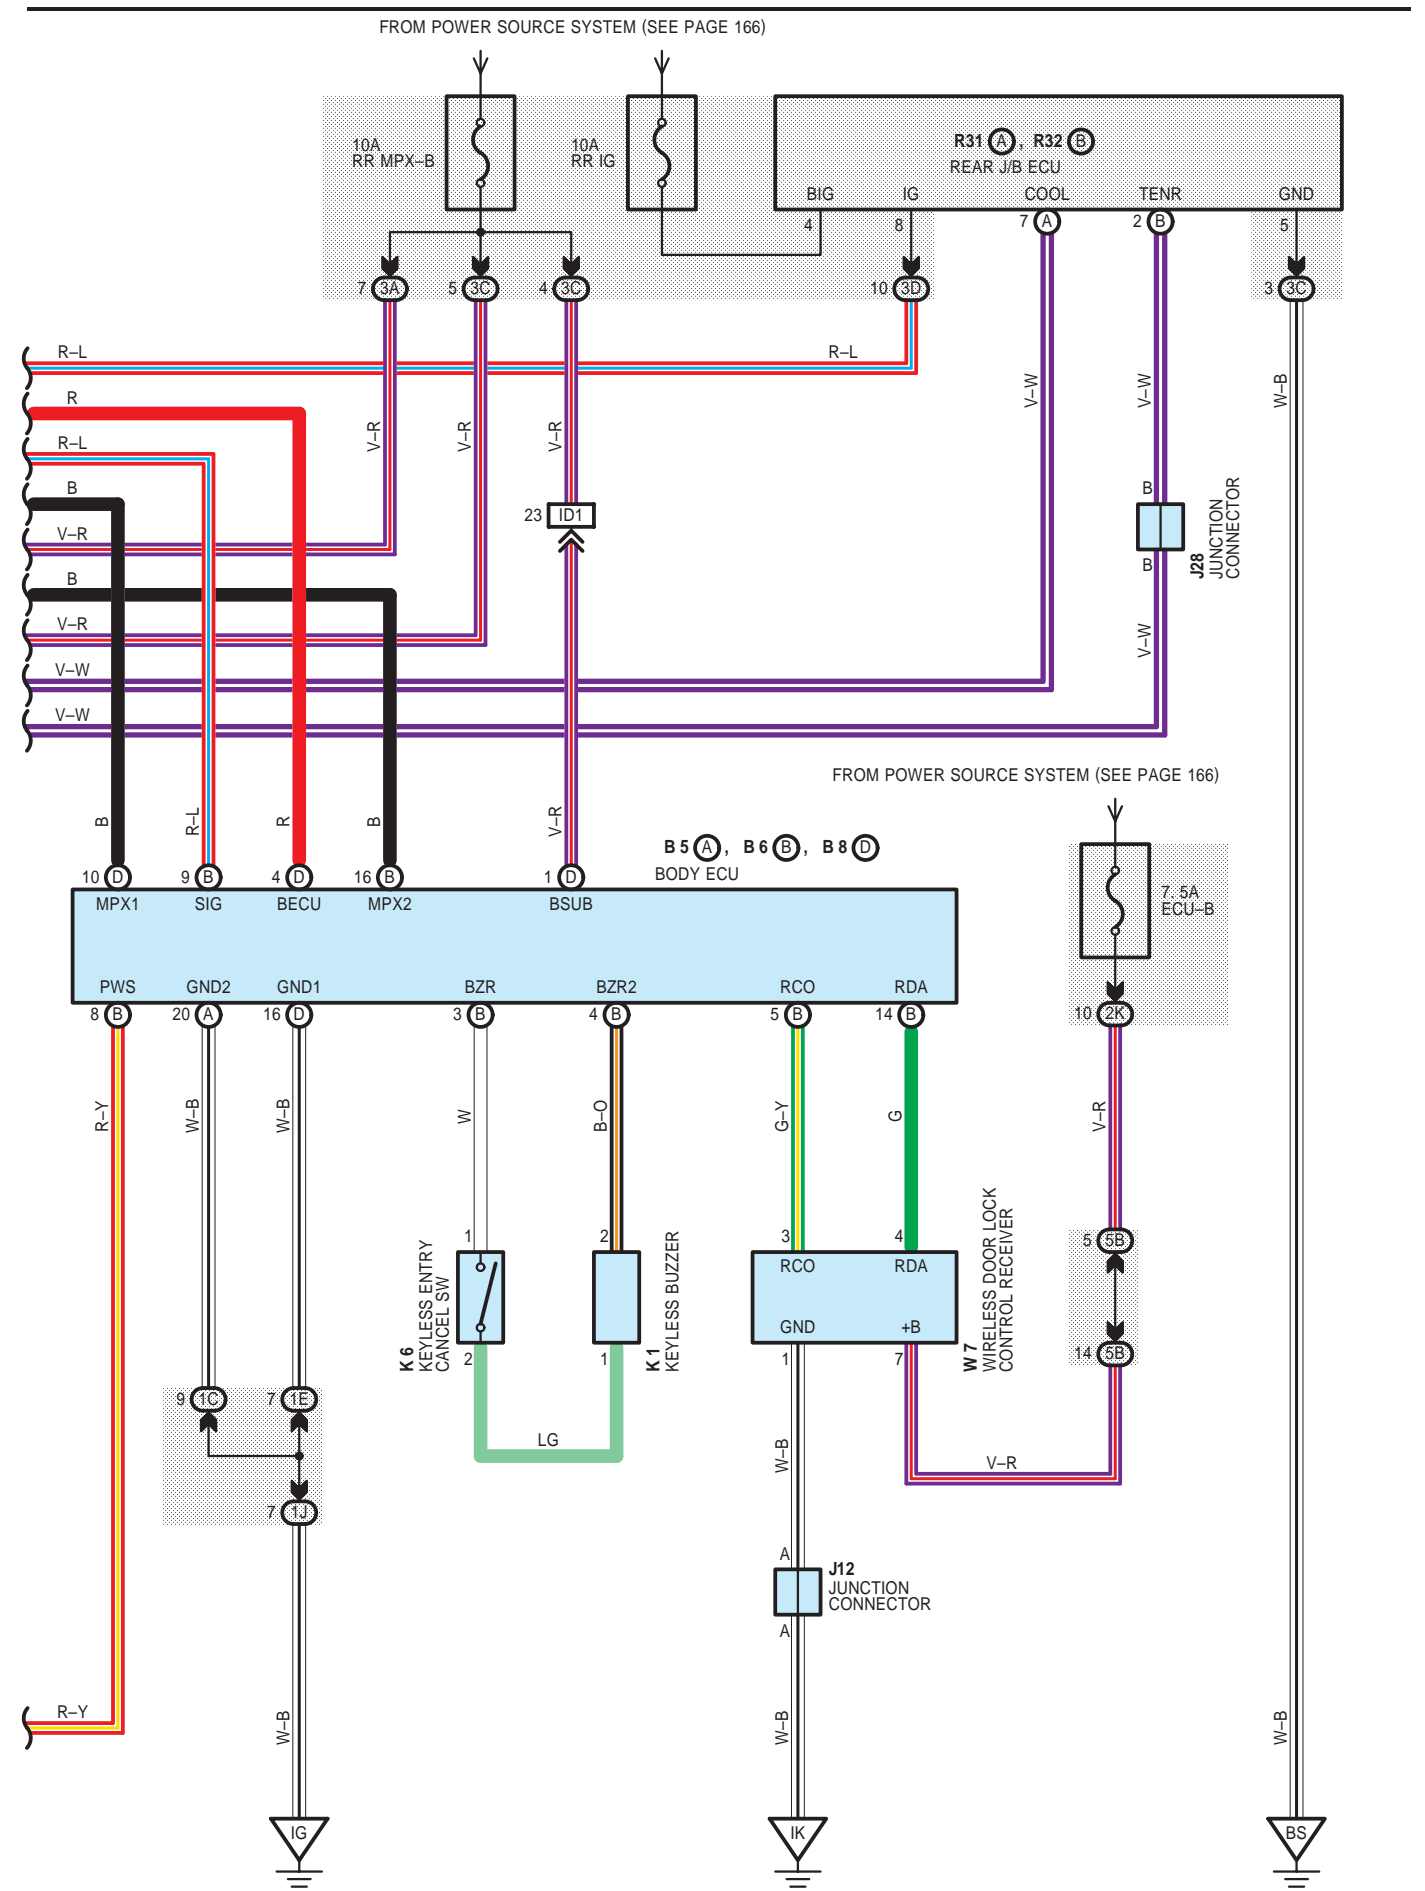 FROM POWER SOURCE SYSTEM (SEE PAGE 166)
10A
RR MPX–B
10A
RR IG
R31 A , R32 B
REAR J/B ECU
BIG IG COOL TENR GND
4 8 7 A 2 B 5
7 3A 5 3C 4 3C 10 3D 3 3C
R–L R–L
V–R V–R V–R V–W V–W W–B
R
R–L
B
V–R
B
V–R
V–W
V–W
23 ID1
B
B
J28
JUNCTION
CONNECTOR
V–W
FROM POWER SOURCE SYSTEM (SEE PAGE 166)
B R–L R B V–R
B 5 A , B 6 B , B 8 D
BODY ECU
10 D 9 B 4 D 16 B 1 D
MPX1 SIG BECU MPX2 BSUB
7. 5A
ECU–B
PWS GND2 GND1 BZR BZR2 RCO RDA
8 B 20 A 16 D 3 B 4 B 5 B 14 B
10 2K
R–Y W–B W–B W B–O G–Y G V–R
1 2 3 4
5 5B
RCO RDA
GND +B
K 6
KEYLESS ENTRY
CANCEL SW
K 1
KEYLESS BUZZER
W 7
WIRELESS DOOR LOCK
CONTROL RECEIVER
2 1 1 7
14 5B
9 1C 7 1E
LG
W–B
V–R
7 1J
A
J12
JUNCTION
CONNECTOR
A
R–Y
W–B W–B W–B
IG IK BS